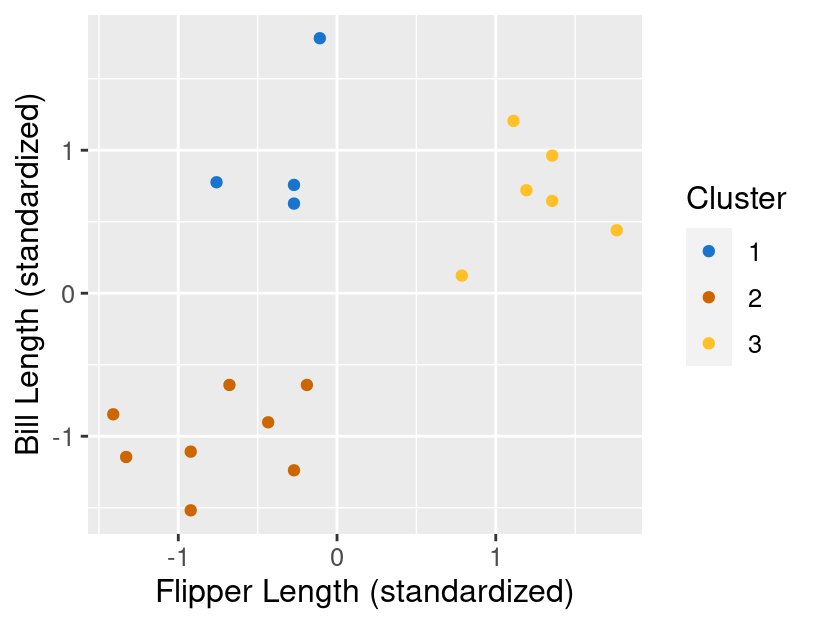 Bill Length (standardized)
1
0
-1
-1 0 1
Flipper Length (standardized)
Cluster
1
2
3